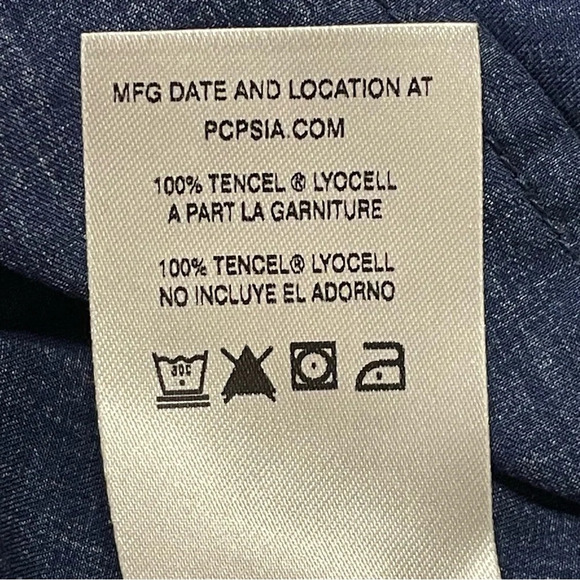 MFG DATE AND LOCATION AT
PCPSIA.COM
100% TENCEL ® LYOCELL
A PART LA GARNITURE
100% TENCEL® LYOCELL
NO INCLUYE EL ADORNO
30C